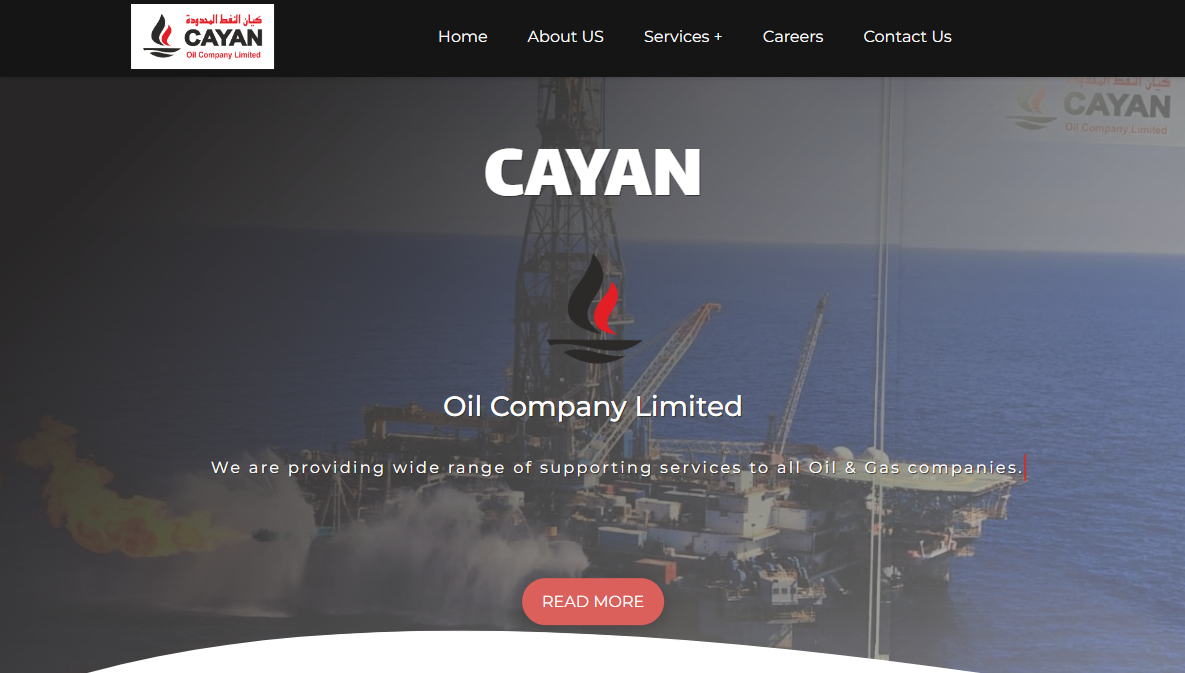 كيان النفط المحدودة
CAYAN
Oil Company Limited
Home
About US
Services +
Careers
Contact Us
كيان النفط المحدودة
CAYAN
Oil Company Limited
CAYAN
Oil Company Limited
We are providing wide range of supporting services to all Oil & Gas companies.
READ MORE